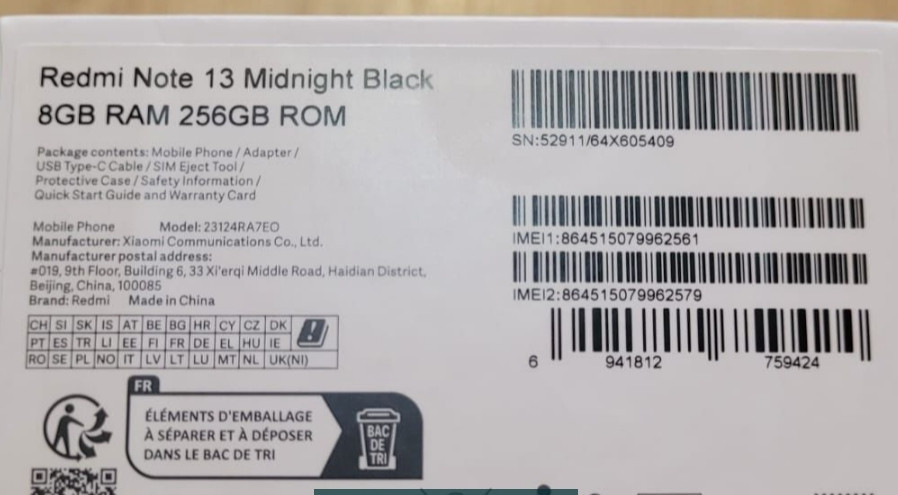 Redmi Note 13 Midnight Black
8GB RAM 256GB ROM
Package contents: Mobile Phone / Adapter /
USB Type-C Cable / SIM Eject Tool /
Protective Case / Safety Information /
Quick Start Guide and Warranty Card
Mobile Phone Model: 23124RA7EO
Manufacturer: Xiaomi Communications Co., Ltd.
Manufacturer postal address:
#019, 9th Floor, Building 6, 33 Xi'erqi Middle Road, Haidian District,
Beijing, China, 100085
Brand: Redmi Made in China
CH SI SK IS AT BE BG HR CY CZ DK
PT ES TR LI EE FI FR DE EL HU IE
RO SE PL NO IT LV LT LU MT NL UK(NI)
FR
ÉLÉMENTS D'EMBALLAGE
À SÉPARER ET À DÉPOSER
DANS LE BAC DE TRI
BAC
DE
TRI
SN:52911/64X605409
IMEI1:864515079962561
IMEI2:864515079962579
6 941812 759424